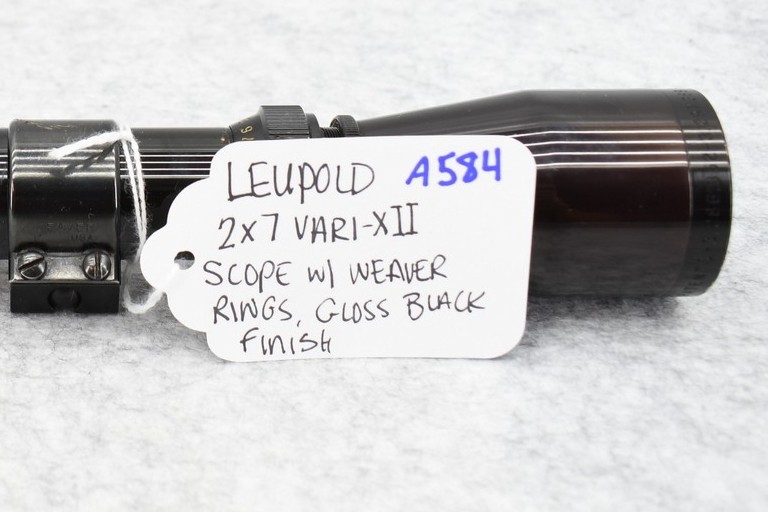 LEUPOLD A584
2X7 VARI-XII
SCOPE W/ WEAVER
RINGS, GLOSS BLACK
FINISH